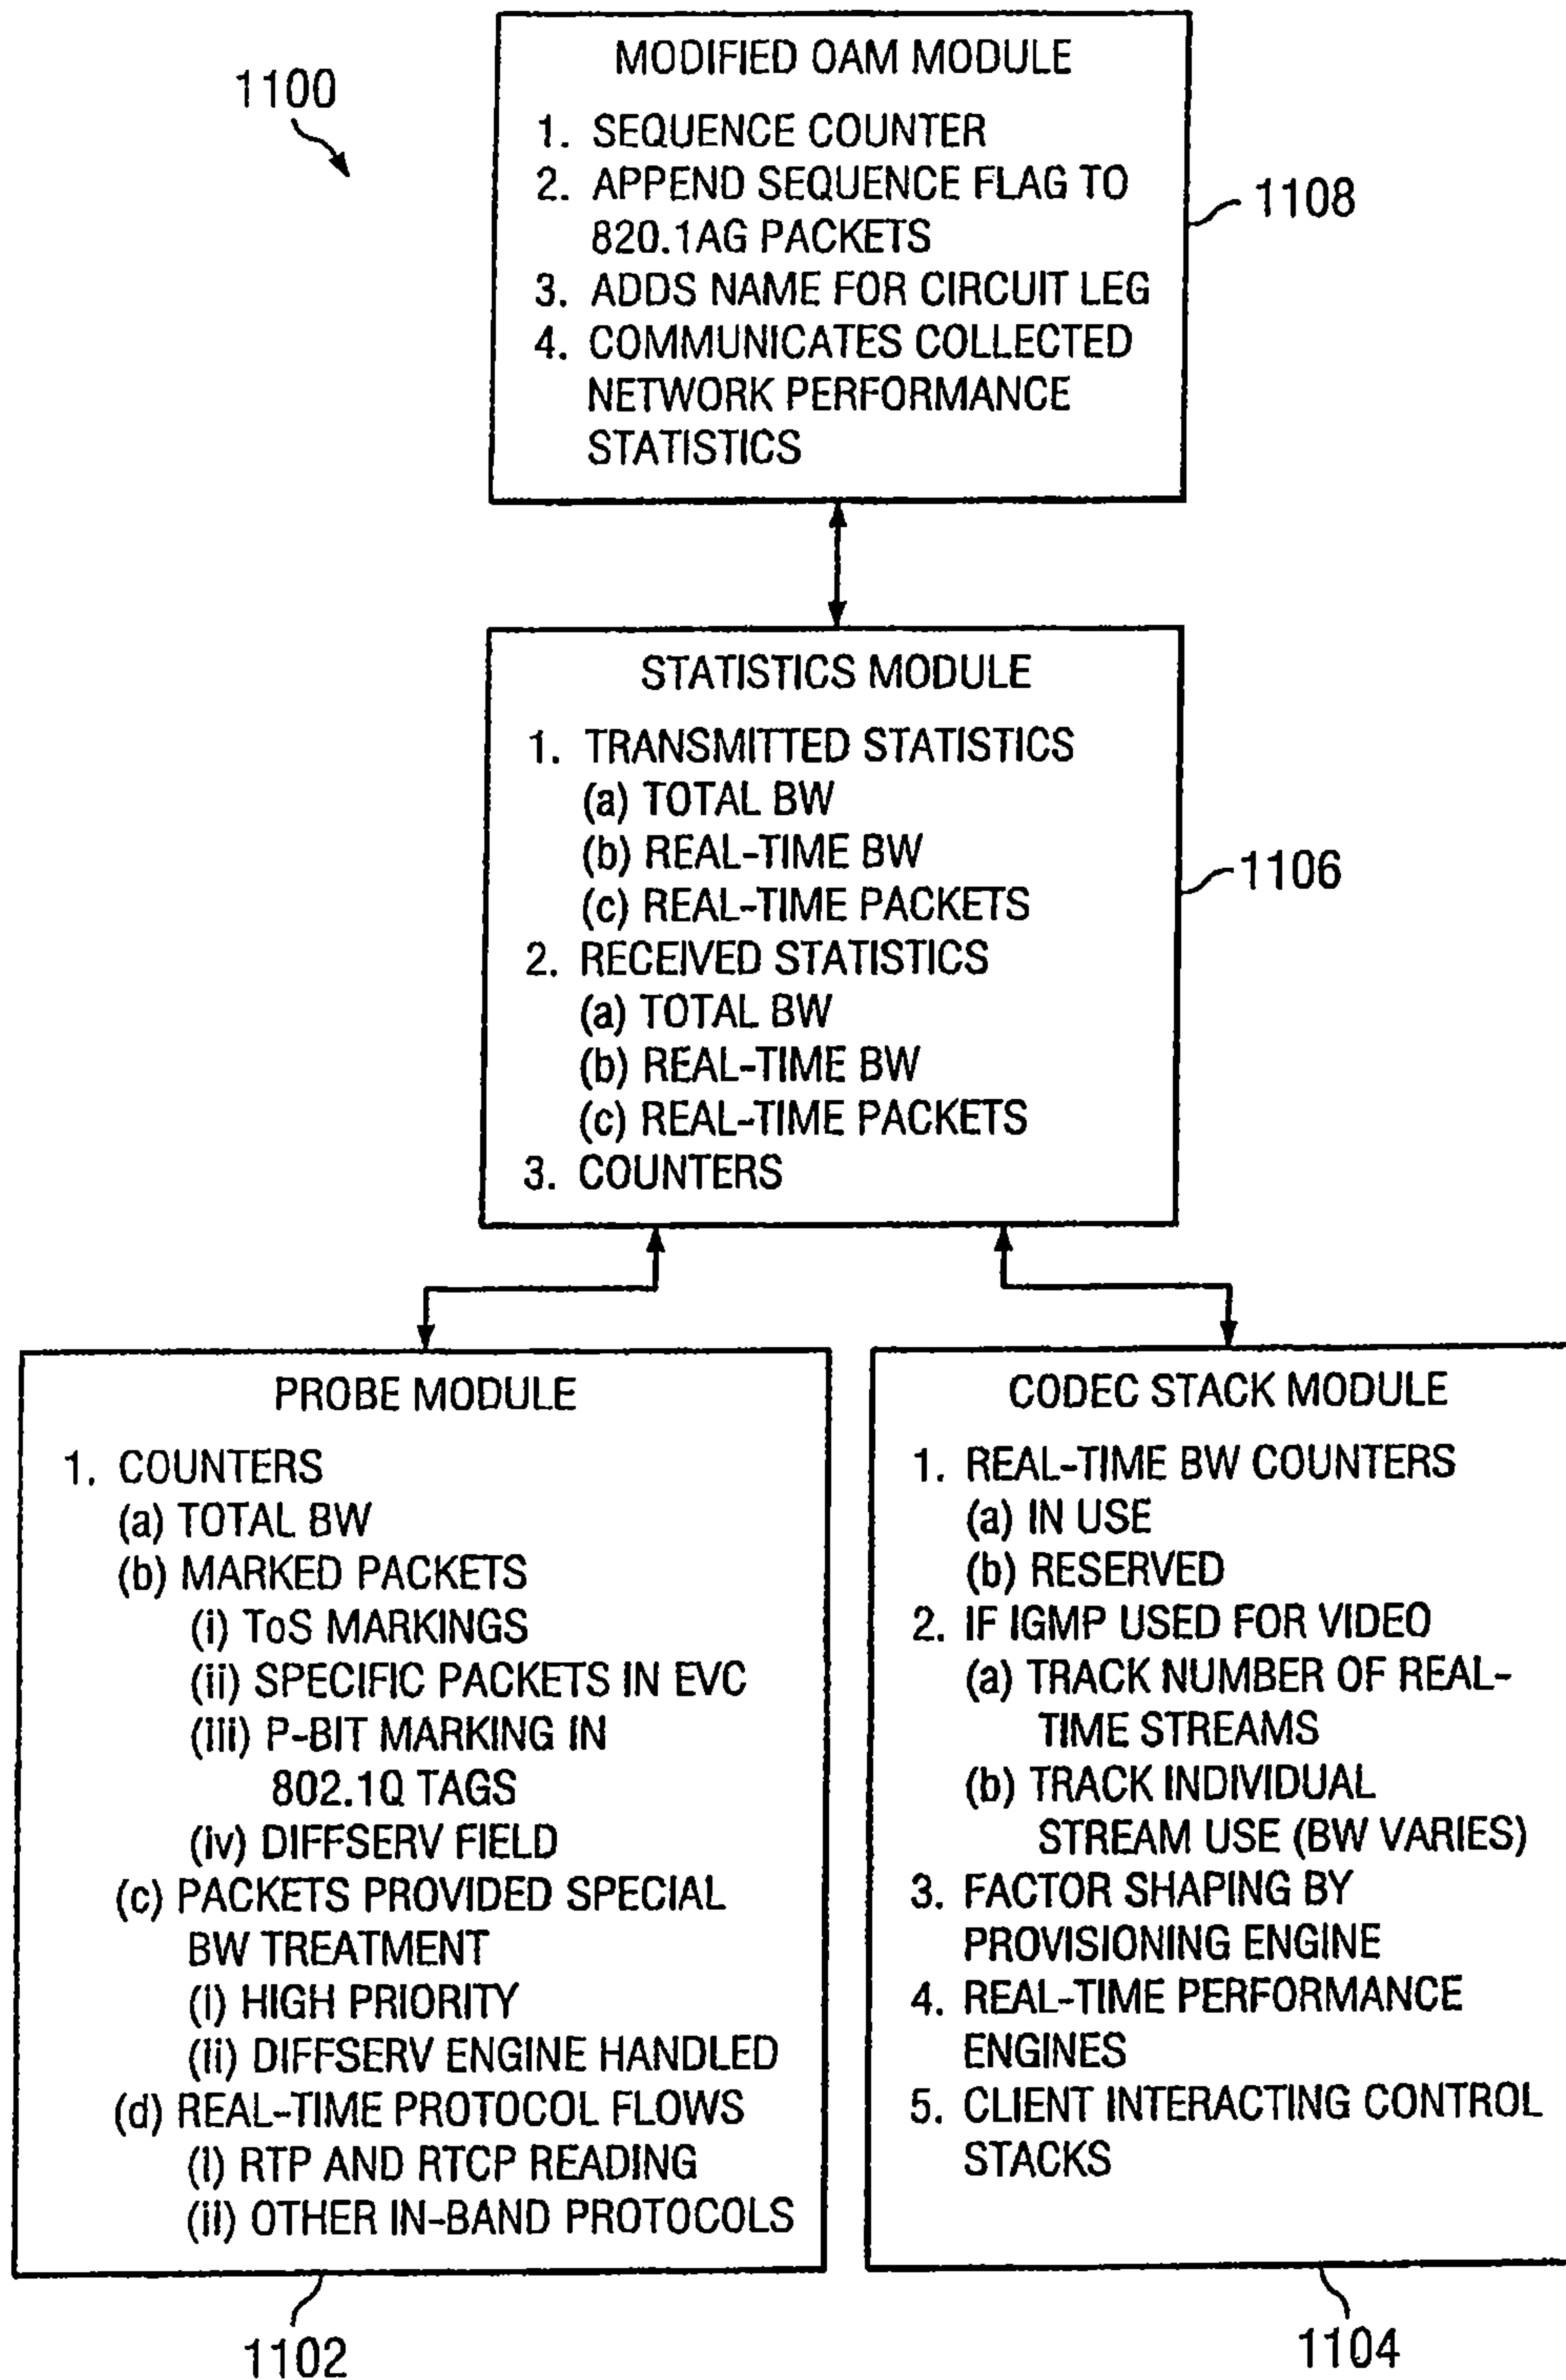 1100
MODIFIED OAM MODULE
1. SEQUENCE COUNTER
2. APPEND SEQUENCE FLAG TO
820.1AG PACKETS
3. ADDS NAME FOR CIRCUIT LEG
4. COMMUNICATES COLLECTED
NETWORK PERFORMANCE
STATISTICS
1108
STATISTICS MODULE
1. TRANSMITTED STATISTICS
(a) TOTAL BW
(b) REAL-TIME BW
(c) REAL-TIME PACKETS
2. RECEIVED STATISTICS
(a) TOTAL BW
(b) REAL-TIME BW
(c) REAL-TIME PACKETS
3. COUNTERS
1106
PROBE MODULE
1. COUNTERS
(a) TOTAL BW
(b) MARKED PACKETS
(i) ToS MARKINGS
(ii) SPECIFIC PACKETS IN EVC
(iii) P-BIT MARKING IN
802.1Q TAGS
(iv) DIFFSERV FIELD
(c) PACKETS PROVIDED SPECIAL
BW TREATMENT
(i) HIGH PRIORITY
(ii) DIFFSERV ENGINE HANDLED
(d) REAL-TIME PROTOCOL FLOWS
(i) RTP AND RTCP READING
(ii) OTHER IN-BAND PROTOCOLS
1102
CODEC STACK MODULE
1. REAL-TIME BW COUNTERS
(a) IN USE
(b) RESERVED
2. IF IGMP USED FOR VIDEO
(a) TRACK NUMBER OF REAL-
TIME STREAMS
(b) TRACK INDIVIDUAL
STREAM USE (BW VARIES)
3. FACTOR SHAPING BY
PROVISIONING ENGINE
4. REAL-TIME PERFORMANCE
ENGINES
5. CLIENT INTERACTING CONTROL
STACKS
1104